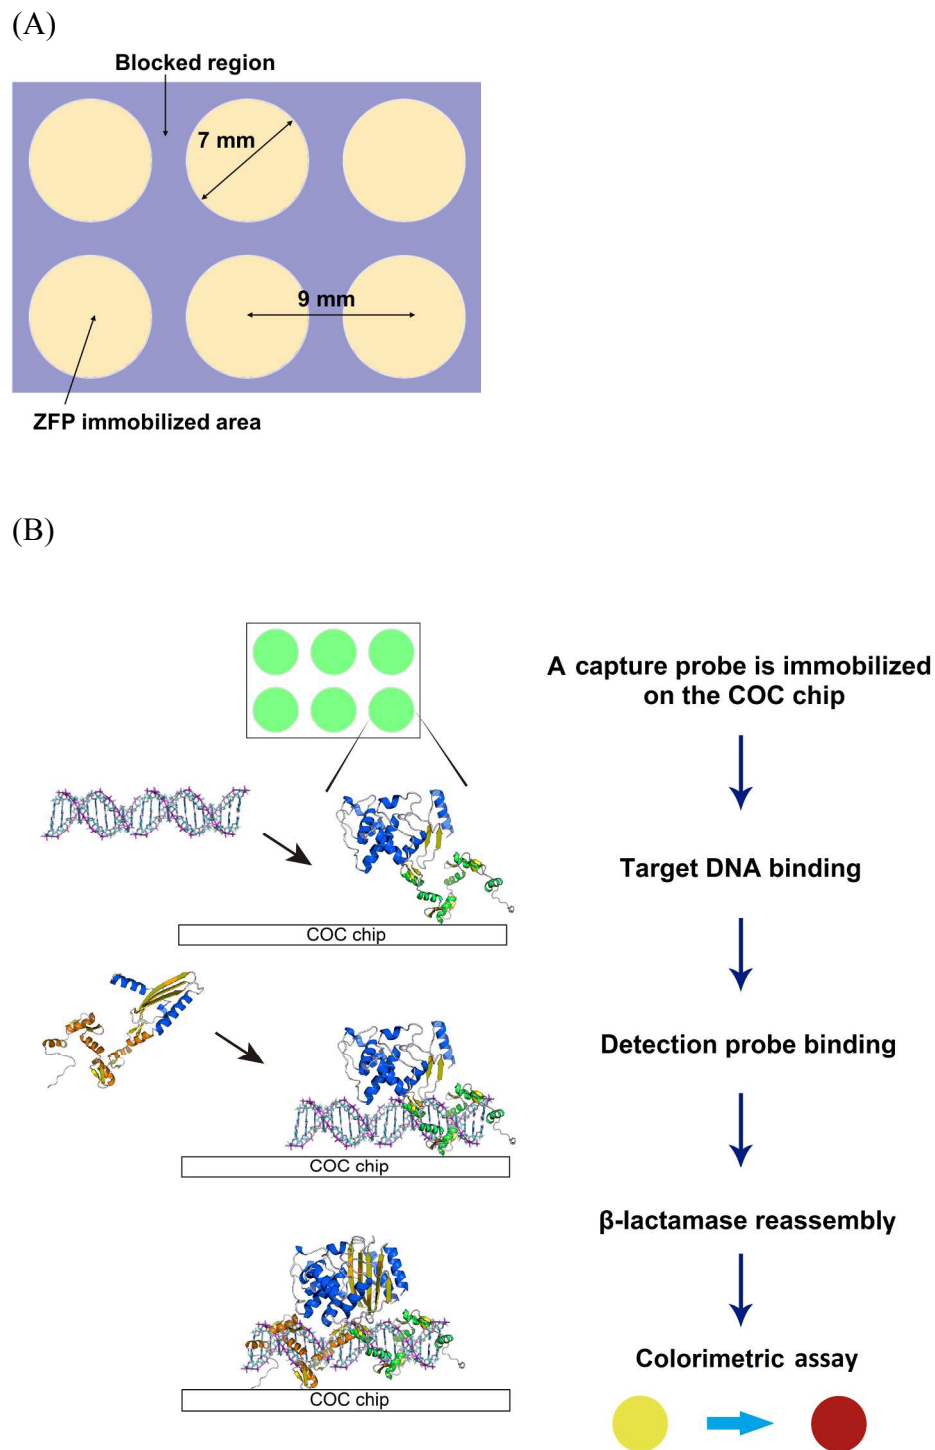 (A)
Blocked region
7 mm
9 mm
ZFP immobilized area
(B)
A capture probe is immobilized
on the COC chip
Target DNA binding
COC chip
Detection probe binding
COC chip
β-lactamase reassembly
Colorimetric assay
COC chip